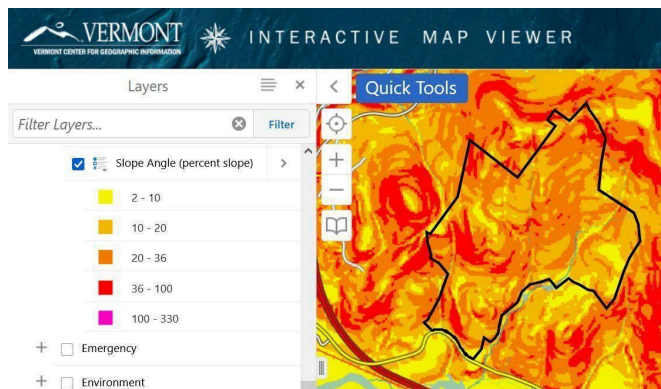 VERMONT
VERMONT CENTER FOR GEOGRAPHIC INFORMATION
INTERACTIVE MAP VIEWER
Layers
Quick Tools
Filter Layers...
Filter
Slope Angle (percent slope)
2 - 10
10 - 20
20 - 36
36 - 100
100 - 330
Emergency
Environment